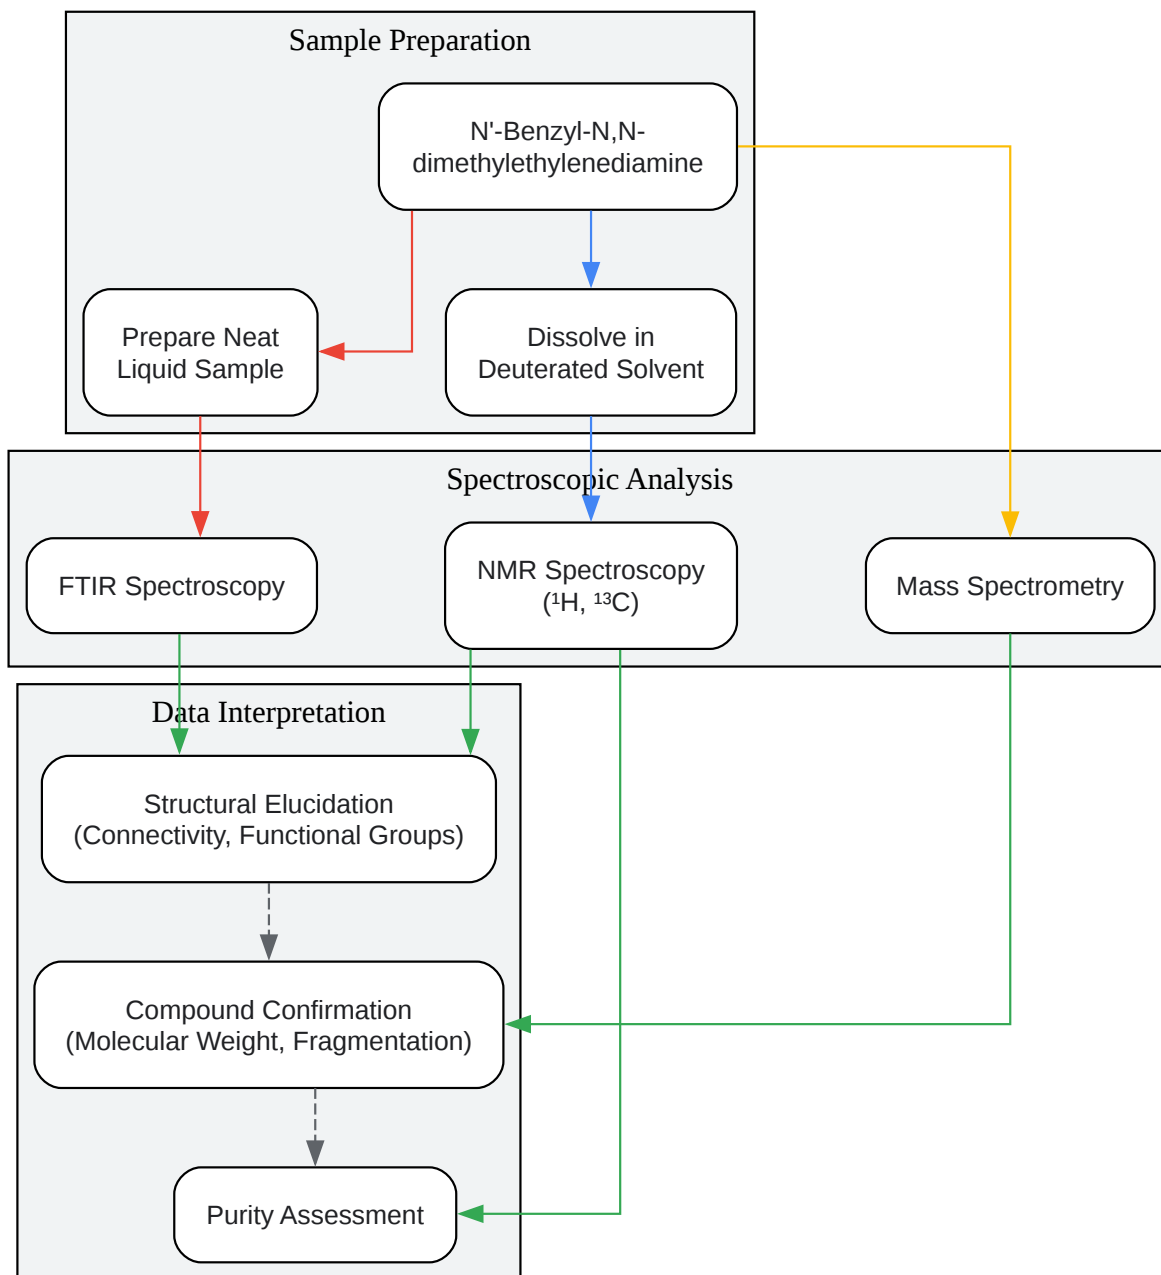 Sample Preparation
N'-Benzyl-N,N-
dimethylethylenediamine
Prepare Neat
Liquid Sample
Dissolve in
Deuterated Solvent
Spectroscopic Analysis
FTIR Spectroscopy
NMR Spectroscopy
(¹H, ¹³C)
Mass Spectrometry
Data Interpretation
Structural Elucidation
(Connectivity, Functional Groups)
Compound Confirmation
(Molecular Weight, Fragmentation)
Purity Assessment